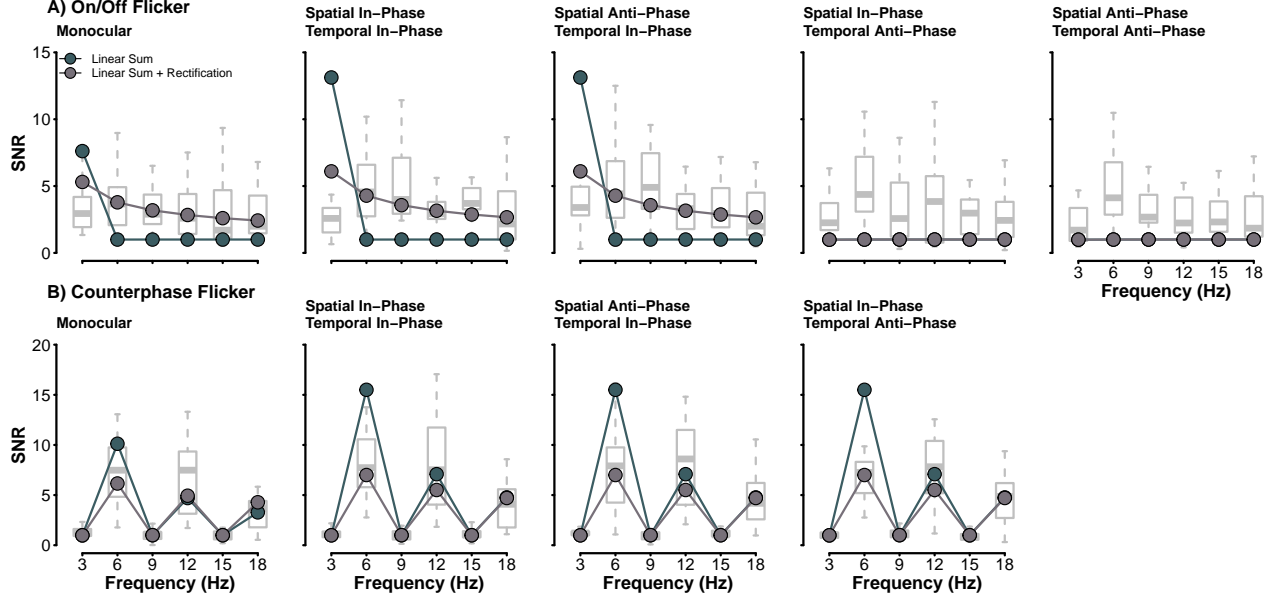 A) On/Off Flicker
Monocular
Spatial In−Phase
Temporal In−Phase
Spatial Anti−Phase
Temporal In−Phase
Spatial In−Phase
Temporal Anti−Phase
Spatial Anti−Phase
Temporal Anti−Phase
15
10
5
0
SNR
Linear Sum
Linear Sum + Rectification
3 6 9 12 15 18
Frequency (Hz)
B) Counterphase Flicker
Monocular
Spatial In−Phase
Temporal In−Phase
Spatial Anti−Phase
Temporal In−Phase
Spatial In−Phase
Temporal Anti−Phase
20
15
10
5
0
SNR
3 6 9 12 15 18
Frequency (Hz)
3 6 9 12 15 18
Frequency (Hz)
3 6 9 12 15 18
Frequency (Hz)
3 6 9 12 15 18
Frequency (Hz)